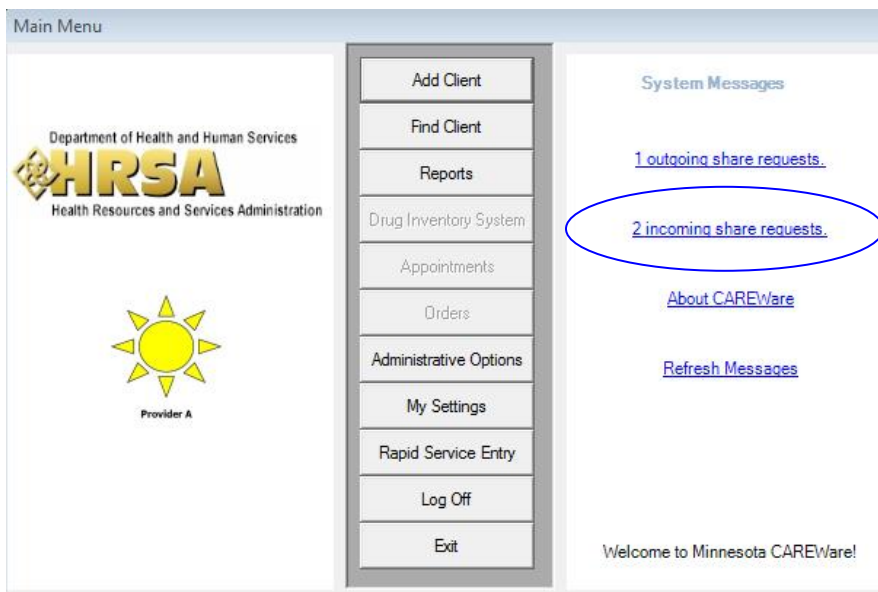 Main Menu
Department of Health and Human Services
HRSA
Health Resources and Services Administration
Provider A
Add Client
Find Client
Reports
Drug Inventory System
Appointments
Orders
Administrative Options
My Settings
Rapid Service Entry
Log Off
Exit
System Messages
1 outgoing share requests.
2 incoming share requests.
About CAREWare
Refresh Messages
Welcome to Minnesota CAREWare!